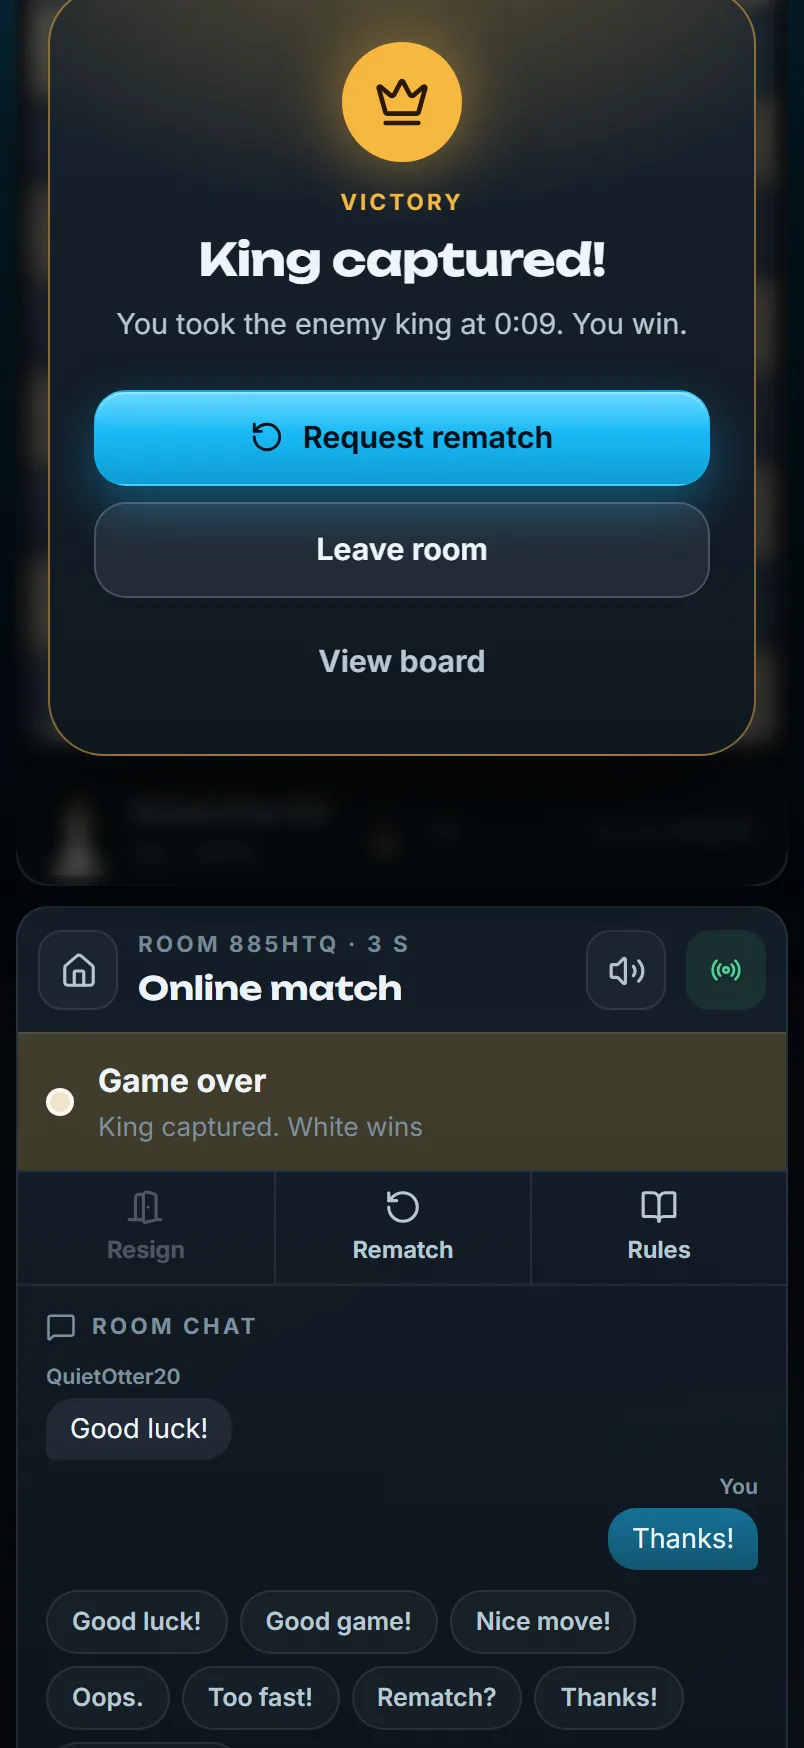 VICTORY
King captured!
You took the enemy king at 0:09. You win.
Request rematch
Leave room
View board
ROOM 885HTQ · 3 S
Online match
Game over
King captured. White wins
Resign
Rematch
Rules
ROOM CHAT
QuietOtter20
Good luck!
You
Thanks!
Good luck!
Good game!
Nice move!
Oops.
Too fast!
Rematch?
Thanks!